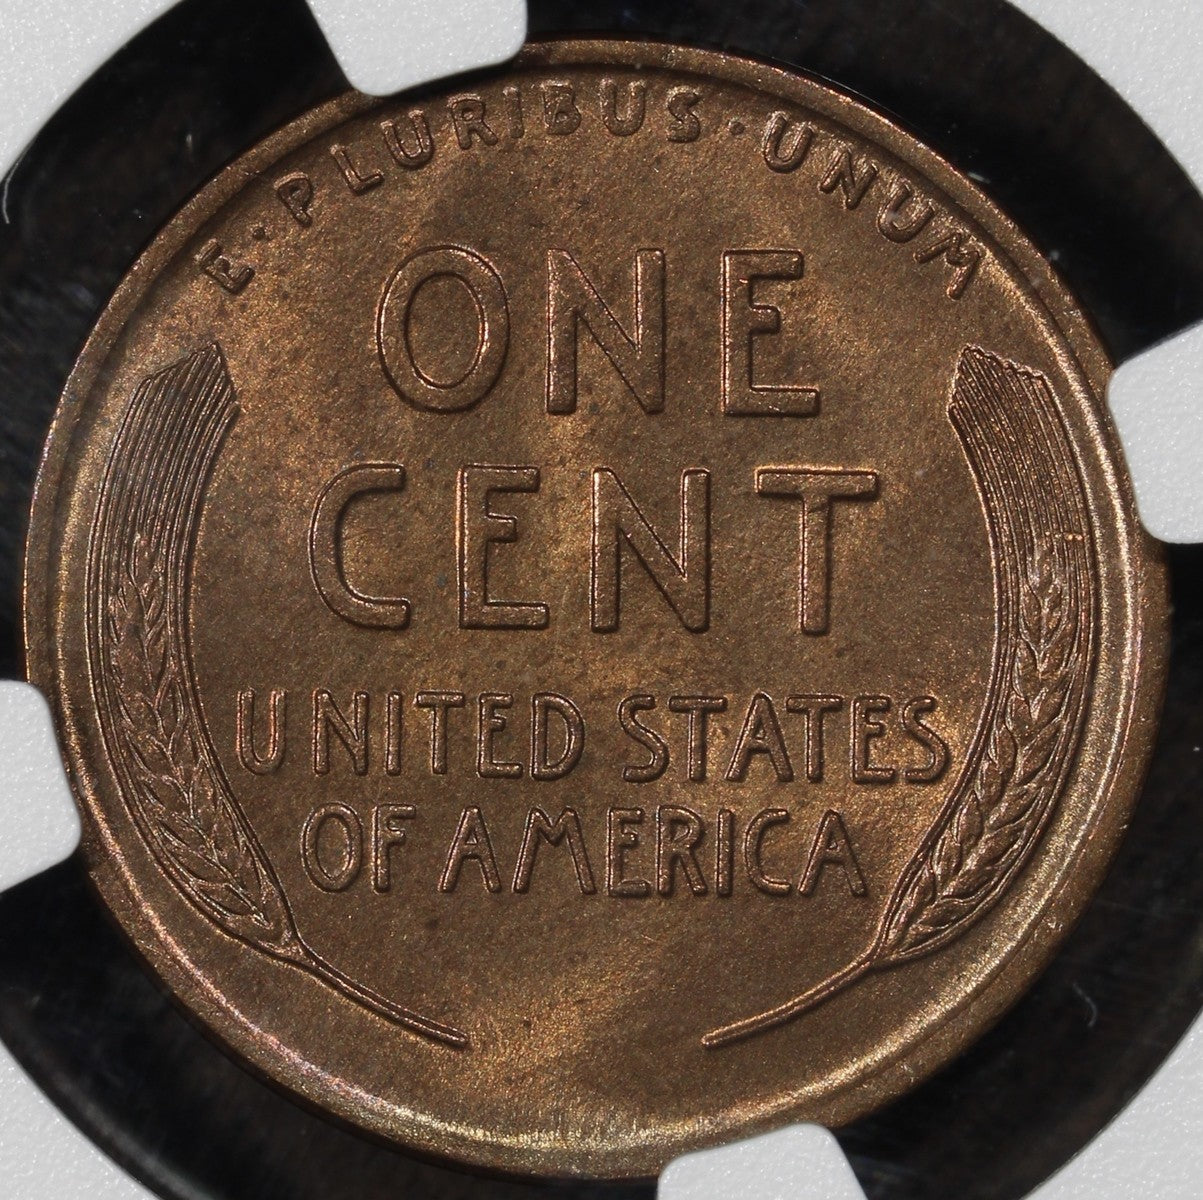 E·PLURIBUS·UNUM
ONE
CENT
UNITED STATES
OF AMERICA